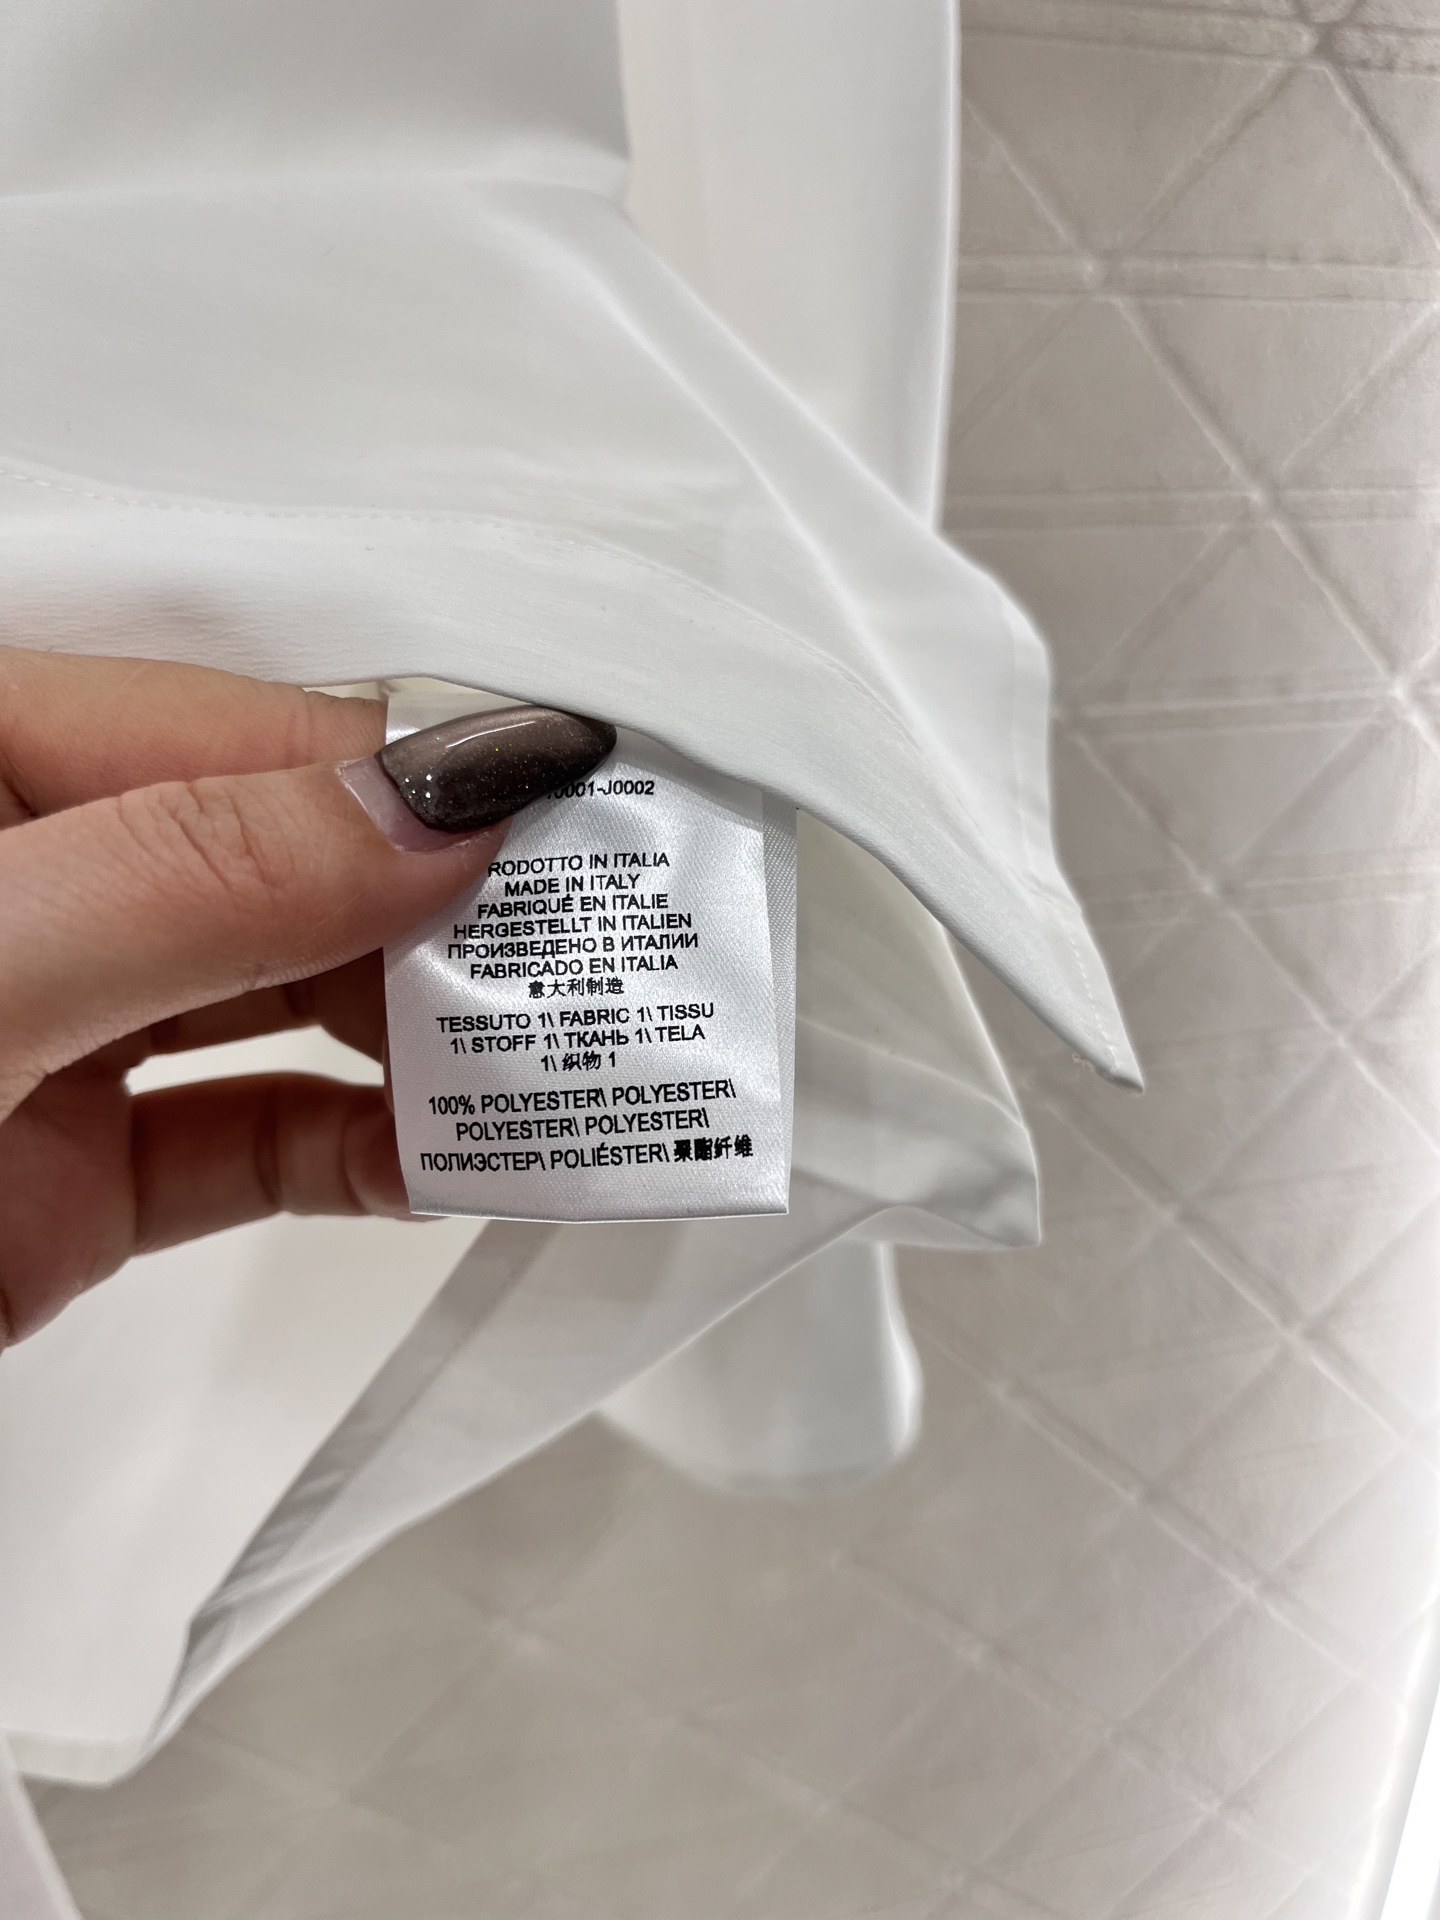 0001-J0002
RODOTTO IN ITALIA
MADE IN ITALY
FABRIQUÉ EN ITALIE
HERGESTELLT IN ITALIEN
ПРОИЗВЕДЕНО В ИТАЛИИ
FABRICADO EN ITALIA
意大利制造
TESSUTO 1\ FABRIC 1\ TISSU
1\ STOFF 1\ ТКАНЬ 1\ TELA
1\ 织物 1
100% POLYESTER\ POLYESTER\
POLYESTER\ POLYESTER\
ПОЛИЭСТЕР\ POLIÉSTER\ 聚酯纤维